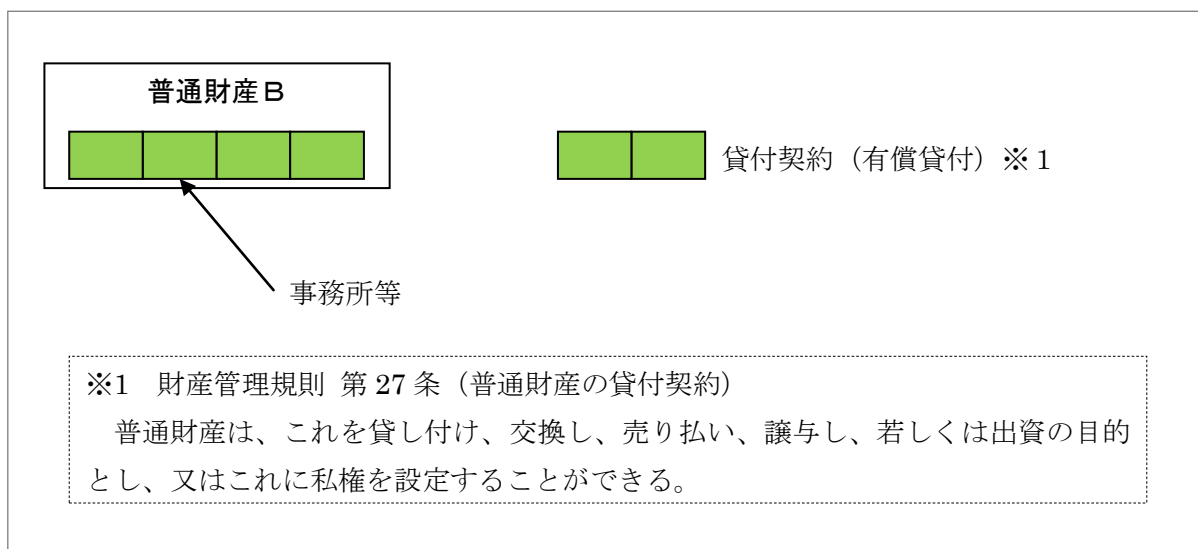 普通財産B
貸付契約（有償貸付）※1
事務所等
※1 財産管理規則 第27条（普通財産の貸付契約）
普通財産は、これを貸し付け、交換し、売り払い、譲与し、若しくは出資の目的
とし、又はこれに私権を設定することができる。